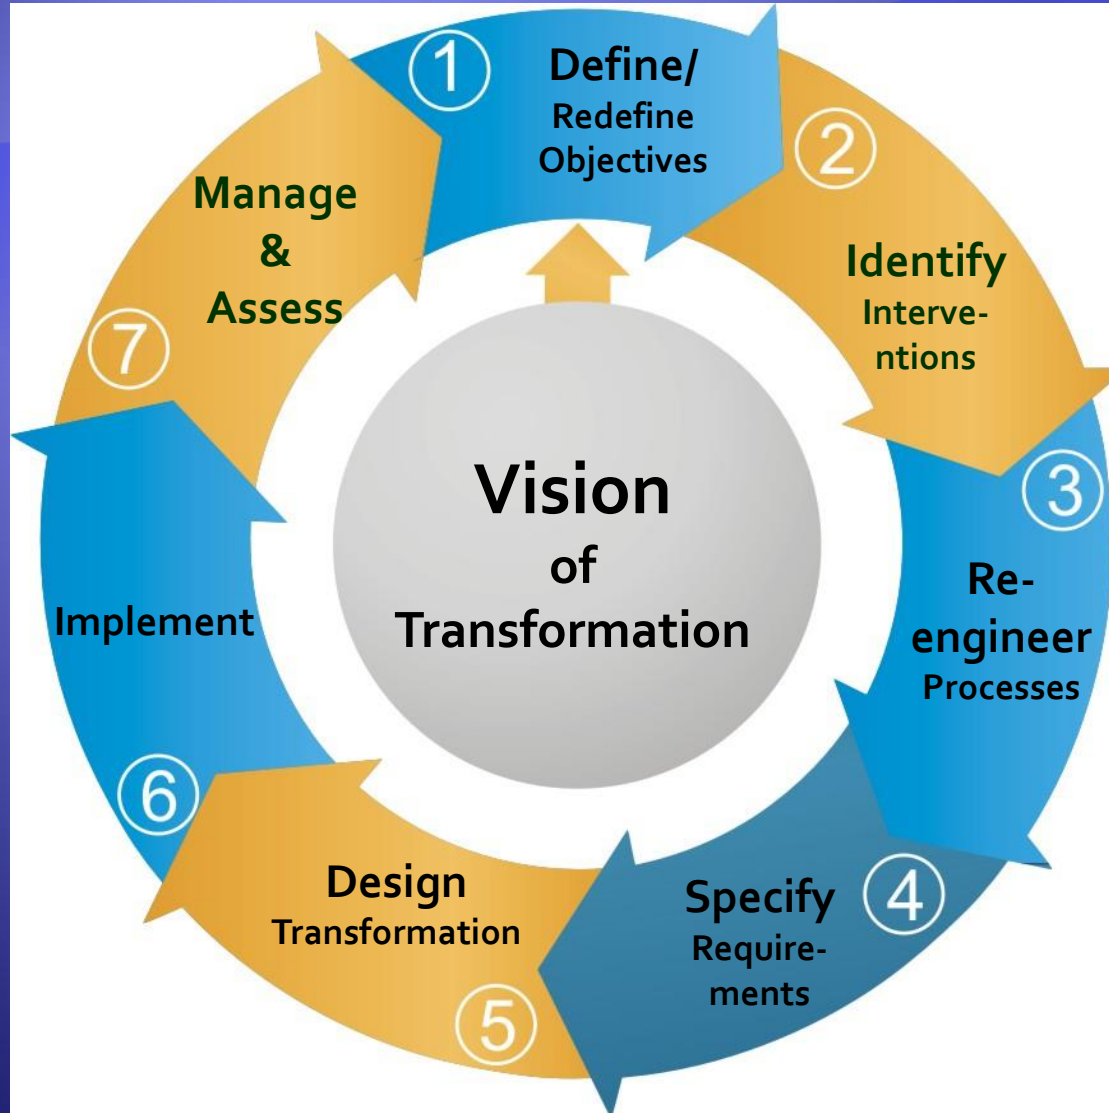 ①
Define/
Redefine
Objectives
②
Identify
Interve-
ntions
③
Re-
engineer
Processes
④
Specify
Require-
ments
⑤
Design
Transformation
⑥
Implement
⑦
Manage
&
Assess
Vision
of
Transformation